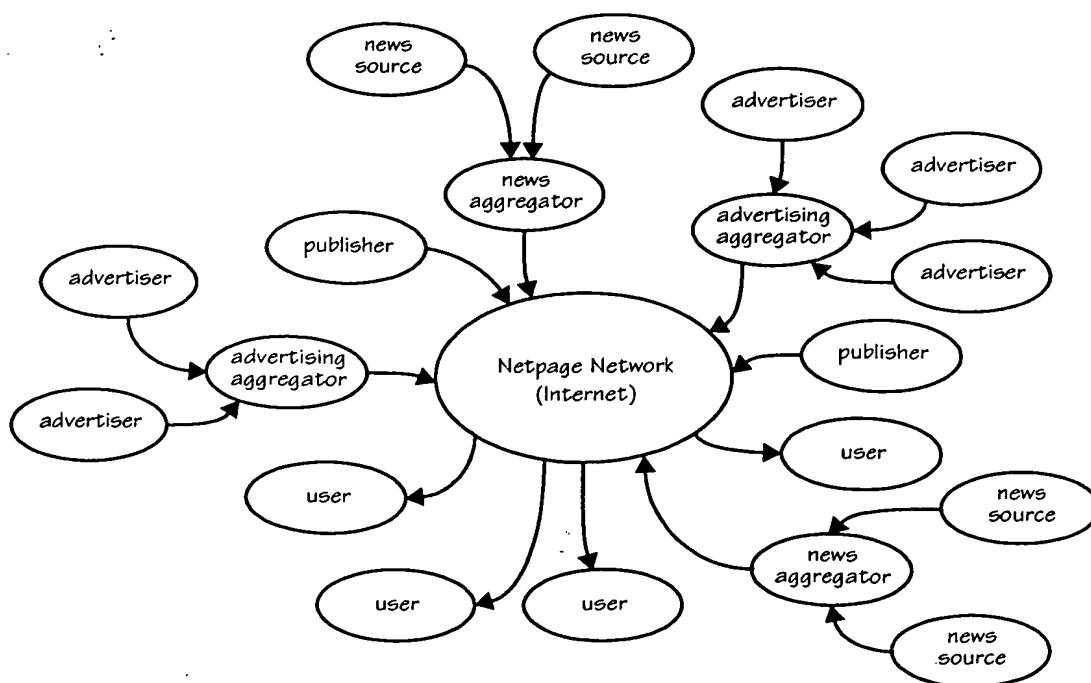 news
source
news
source
advertiser
advertiser
news
aggregator
advertising
aggregator
publisher
advertiser
advertiser
publisher
advertising
aggregator
Netpage Network
(Internet)
advertiser
user
user
news
source
news
aggregator
user
user
news
source